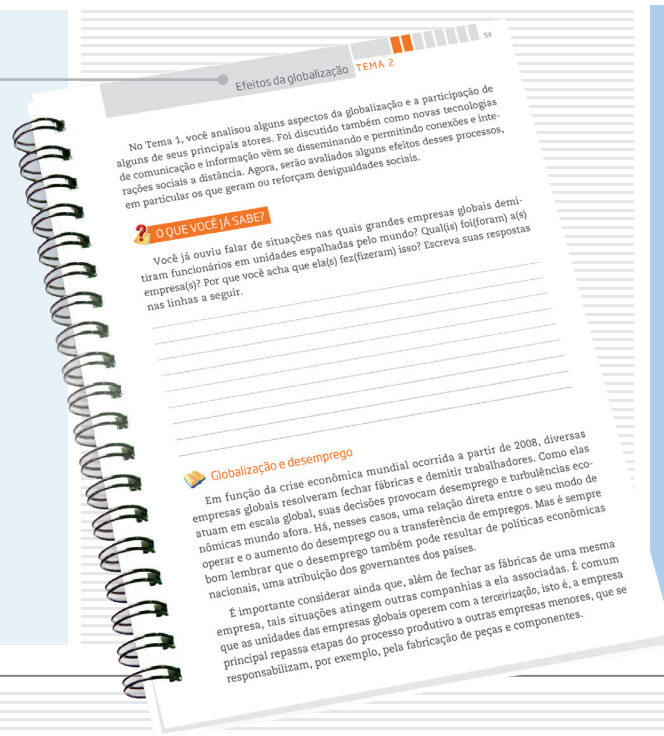 53
Efeitos da globalização TEMA 2
No Tema 1, você analisou alguns aspectos da globalização e a participação de
alguns de seus principais atores. Foi discutido também como novas tecnologias
de comunicação e informação vêm se disseminando e permitindo conexões e inte-
rações sociais a distância. Agora, serão avaliados alguns efeitos desses processos,
em particular os que geram ou reforçam desigualdades sociais.
? O QUE VOCÊ JÁ SABE?
Você já ouviu falar de situações nas quais grandes empresas globais demi-
tiram funcionários em unidades espalhadas pelo mundo? Qual(is) foi(foram) a(s)
empresa(s)? Por que você acha que ela(s) fez(fizeram) isso? Escreva suas respostas
nas linhas a seguir.
Globalização e desemprego
Em função da crise econômica mundial ocorrida a partir de 2008, diversas
empresas globais resolveram fechar fábricas e demitir trabalhadores. Como elas
atuam em escala global, suas decisões provocam desemprego e turbulências eco-
nômicas mundo afora. Há, nesses casos, uma relação direta entre o seu modo de
operar e o aumento do desemprego ou a transferência de empregos. Mas é sempre
bom lembrar que o desemprego também pode resultar de políticas econômicas
nacionais, uma atribuição dos governantes dos países.
É importante considerar ainda que, além de fechar as fábricas de uma mesma
empresa, tais situações atingem outras companhias a ela associadas. É comum
que as unidades das empresas globais operem com a terceirização, isto é, a empresa
principal repassa etapas do processo produtivo a outras empresas menores, que se
responsabilizam, por exemplo, pela fabricação de peças e componentes.